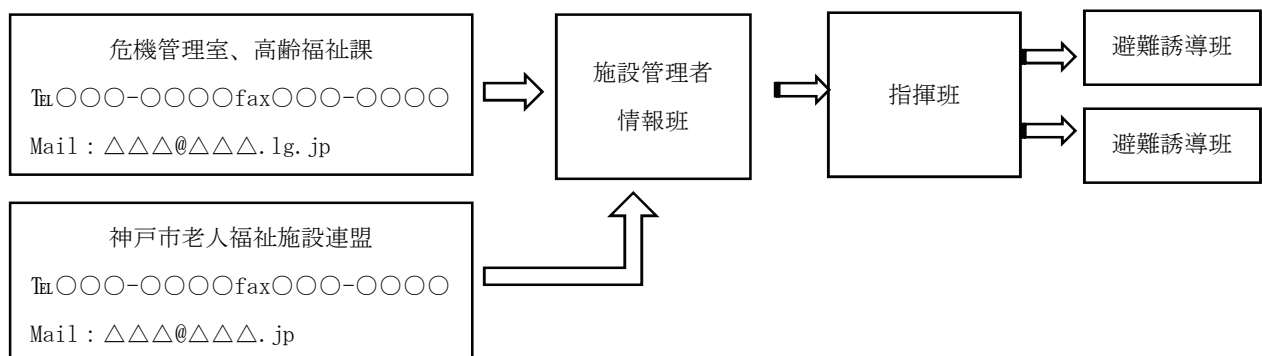 危機管理室、高齢福祉課
℡○○○-○○○○fax○○○-○○○○
Mail：△△△@△△△.lg.jp
神戸市老人福祉施設連盟
℡○○○-○○○○fax○○○-○○○○
Mail：△△△@△△△.jp
施設管理者
情報班
指揮班
避難誘導班
避難誘導班